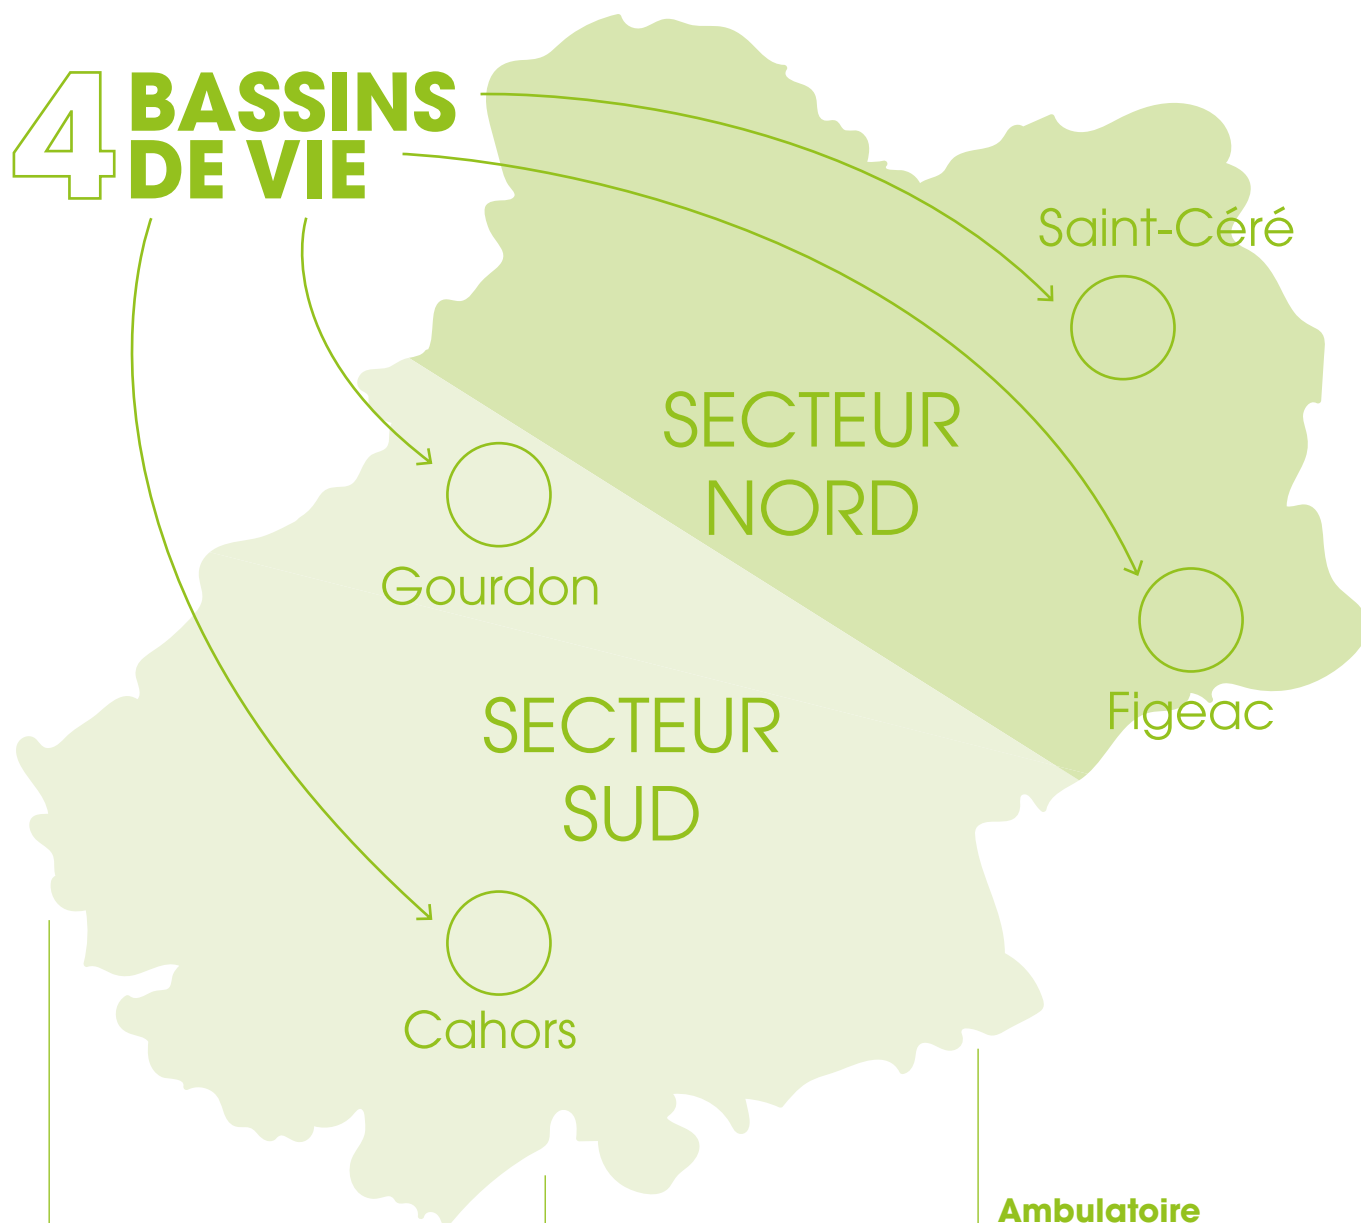 4 BASSINS
DE VIE
Saint-Céré
SECTEUR
NORD
Gourdon
Figeac
SECTEUR
SUD
Cahors
Ambulatoire